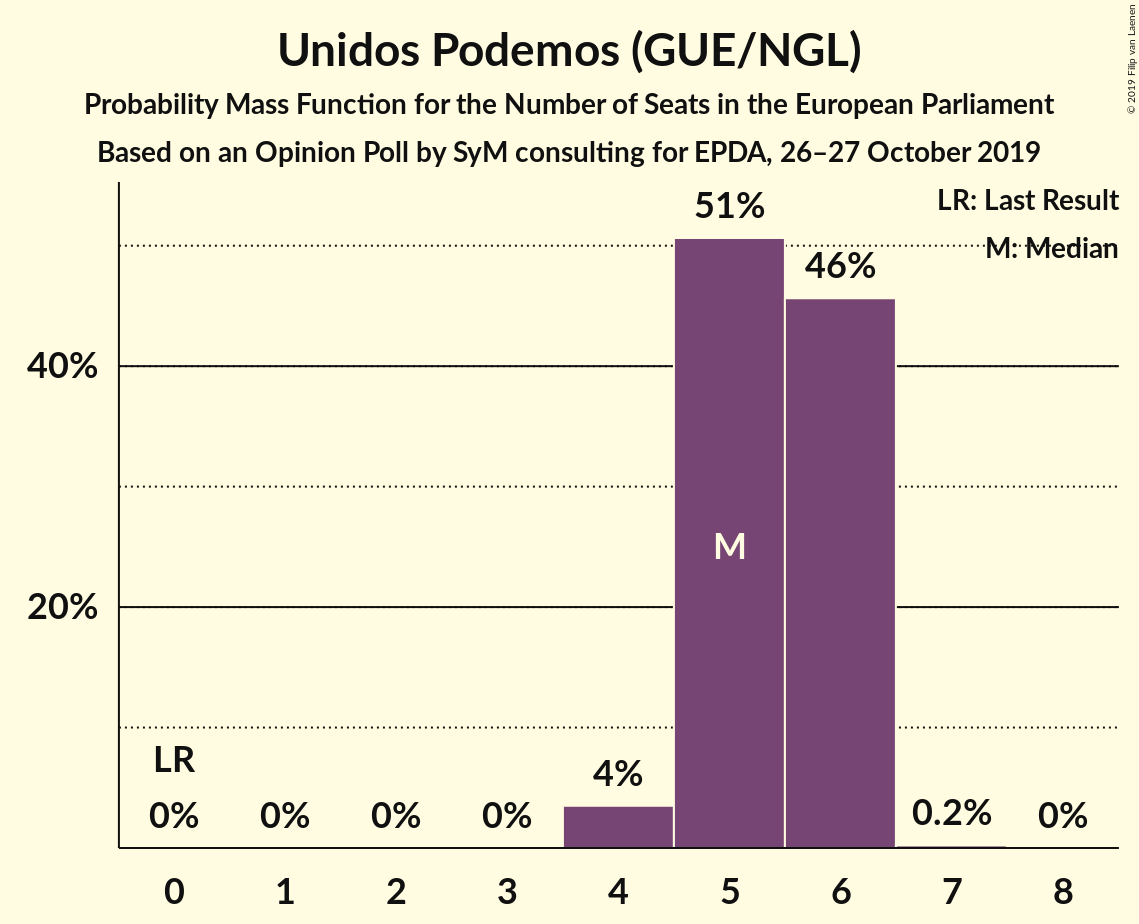 Unidos Podemos (GUE/NGL)
Probability Mass Function for the Number of Seats in the European Parliament
Based on an Opinion Poll by SyM consulting for EPDA, 26–27 October 2019
© 2019 Filip van Laenen
LR: Last Result
M: Median
51%
46%
40%
M
20%
LR
0%
0%
0%
0%
4%
0.2%
0%
0
1
2
3
4
5
6
7
8